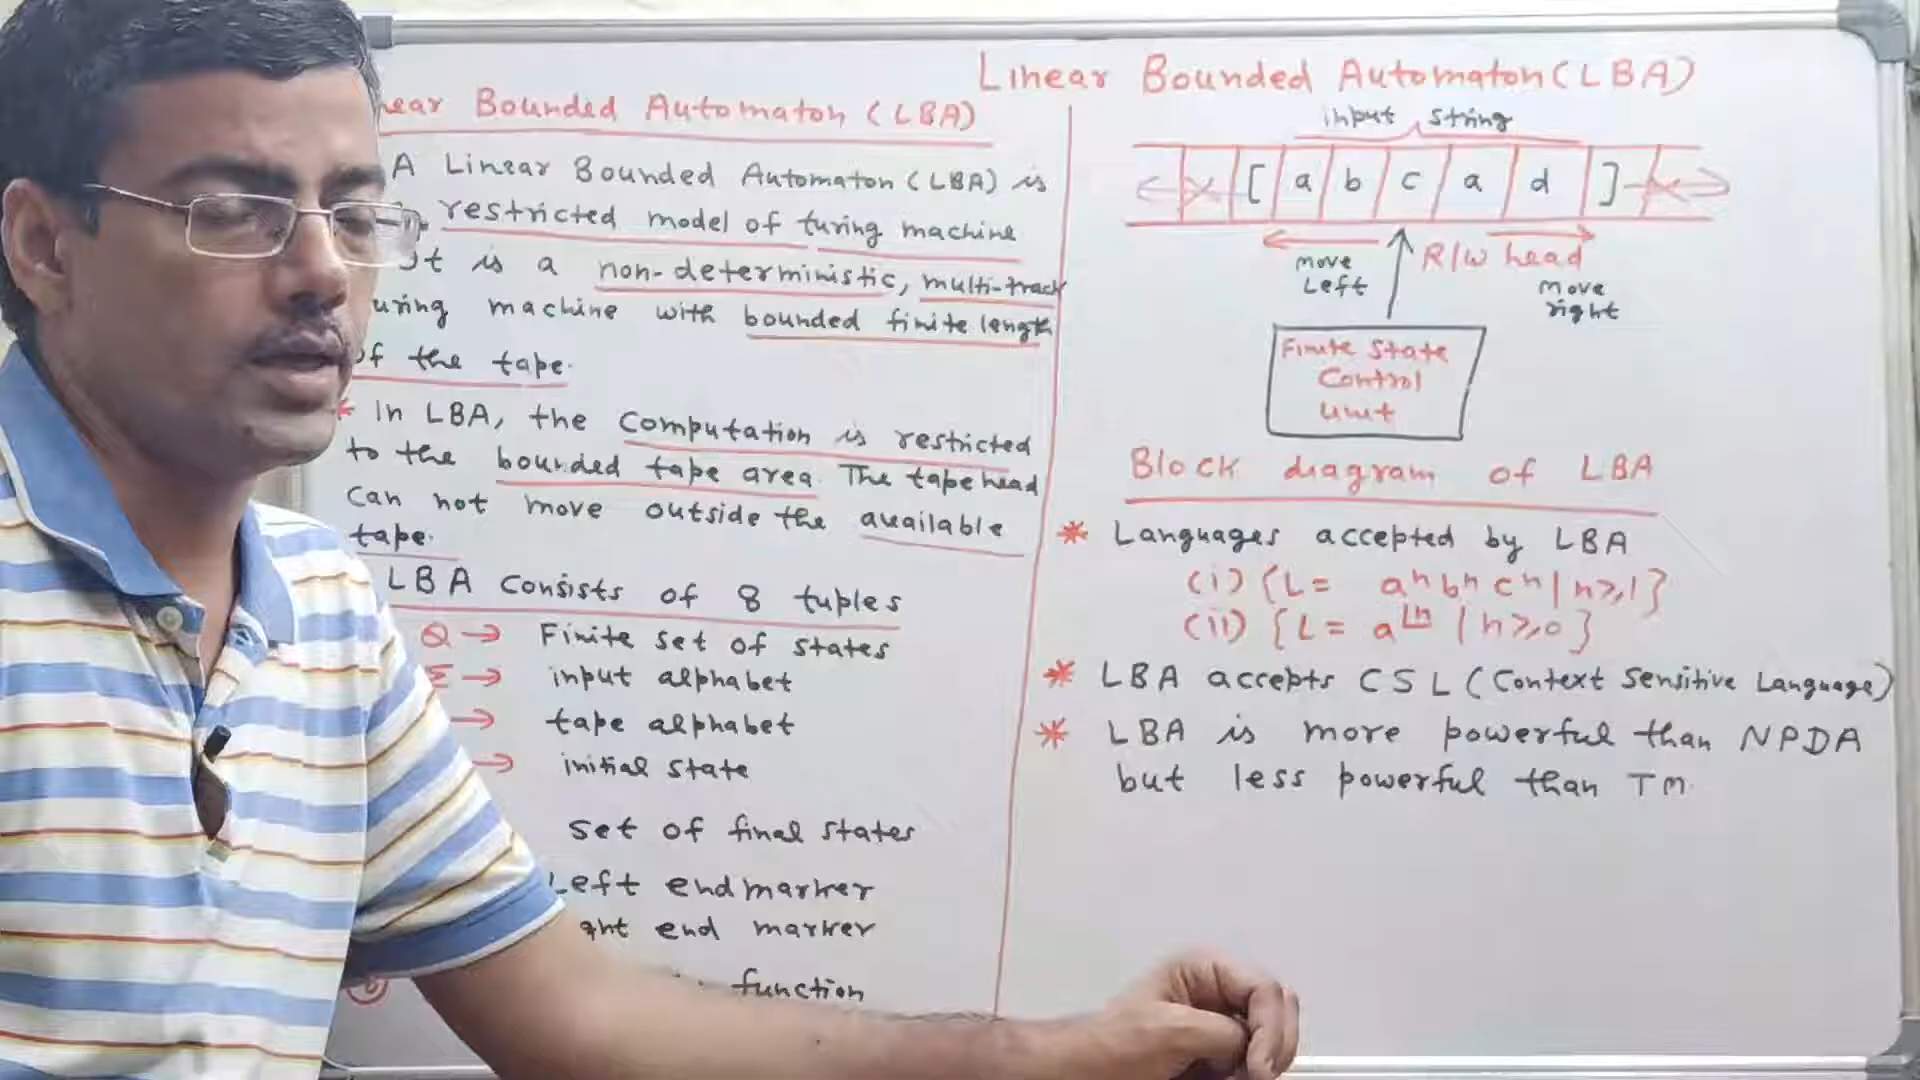 Linear Bounded Automaton (LBA)
near Bounded Automaton (LBA)
A Linear Bounded Automaton (LBA) is
restricted model of turing machine
It is a non-deterministic, multi-track
uring machine with bounded finite length
of the tape.
* In LBA, the computation is restricted
to the bounded tape area. The tape head
can not move outside the available
tape.
LBA consists of 8 tuples
Q → Finite set of states
Σ → input alphabet
→ tape alphabet
→ initial state
set of final states
Left end marker
ght end marker
function
input string
[ a b c a d ]
move left
R/W head
move right
Finite State
Control
unit
Block diagram of LBA
* Languages accepted by LBA
(i) {L = aⁿbⁿcⁿ | n≥1}
(ii) {L = a^∟n | n≥0}
* LBA accepts CSL (Context Sensitive Language)
* LBA is more powerful than NPDA
but less powerful than TM.